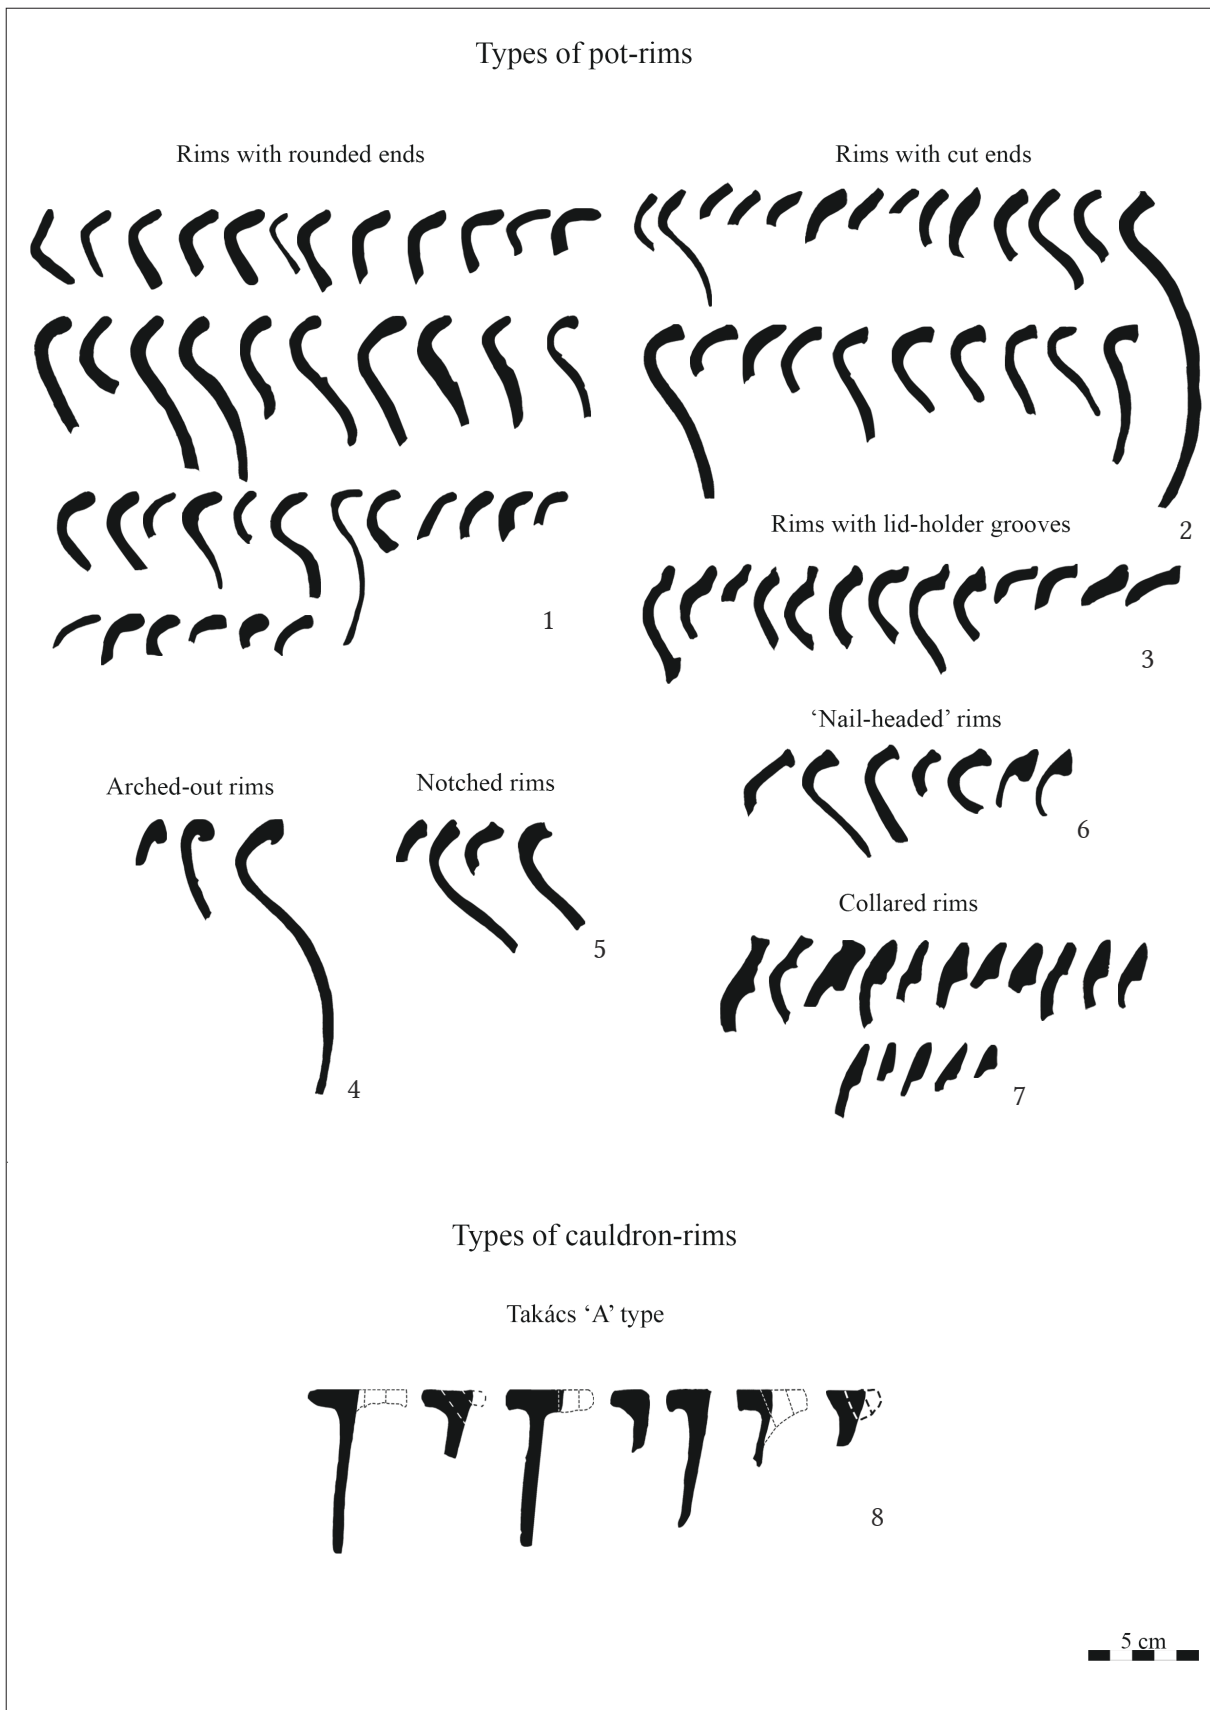 Types of pot-rims
Rims with rounded ends
1
Rims with cut ends
2
Rims with lid-holder grooves
3
Arched-out rims
4
Notched rims
5
‘Nail-headed’ rims
6
Collared rims
7
Types of cauldron-rims
Takács ‘A’ type
8
5 cm